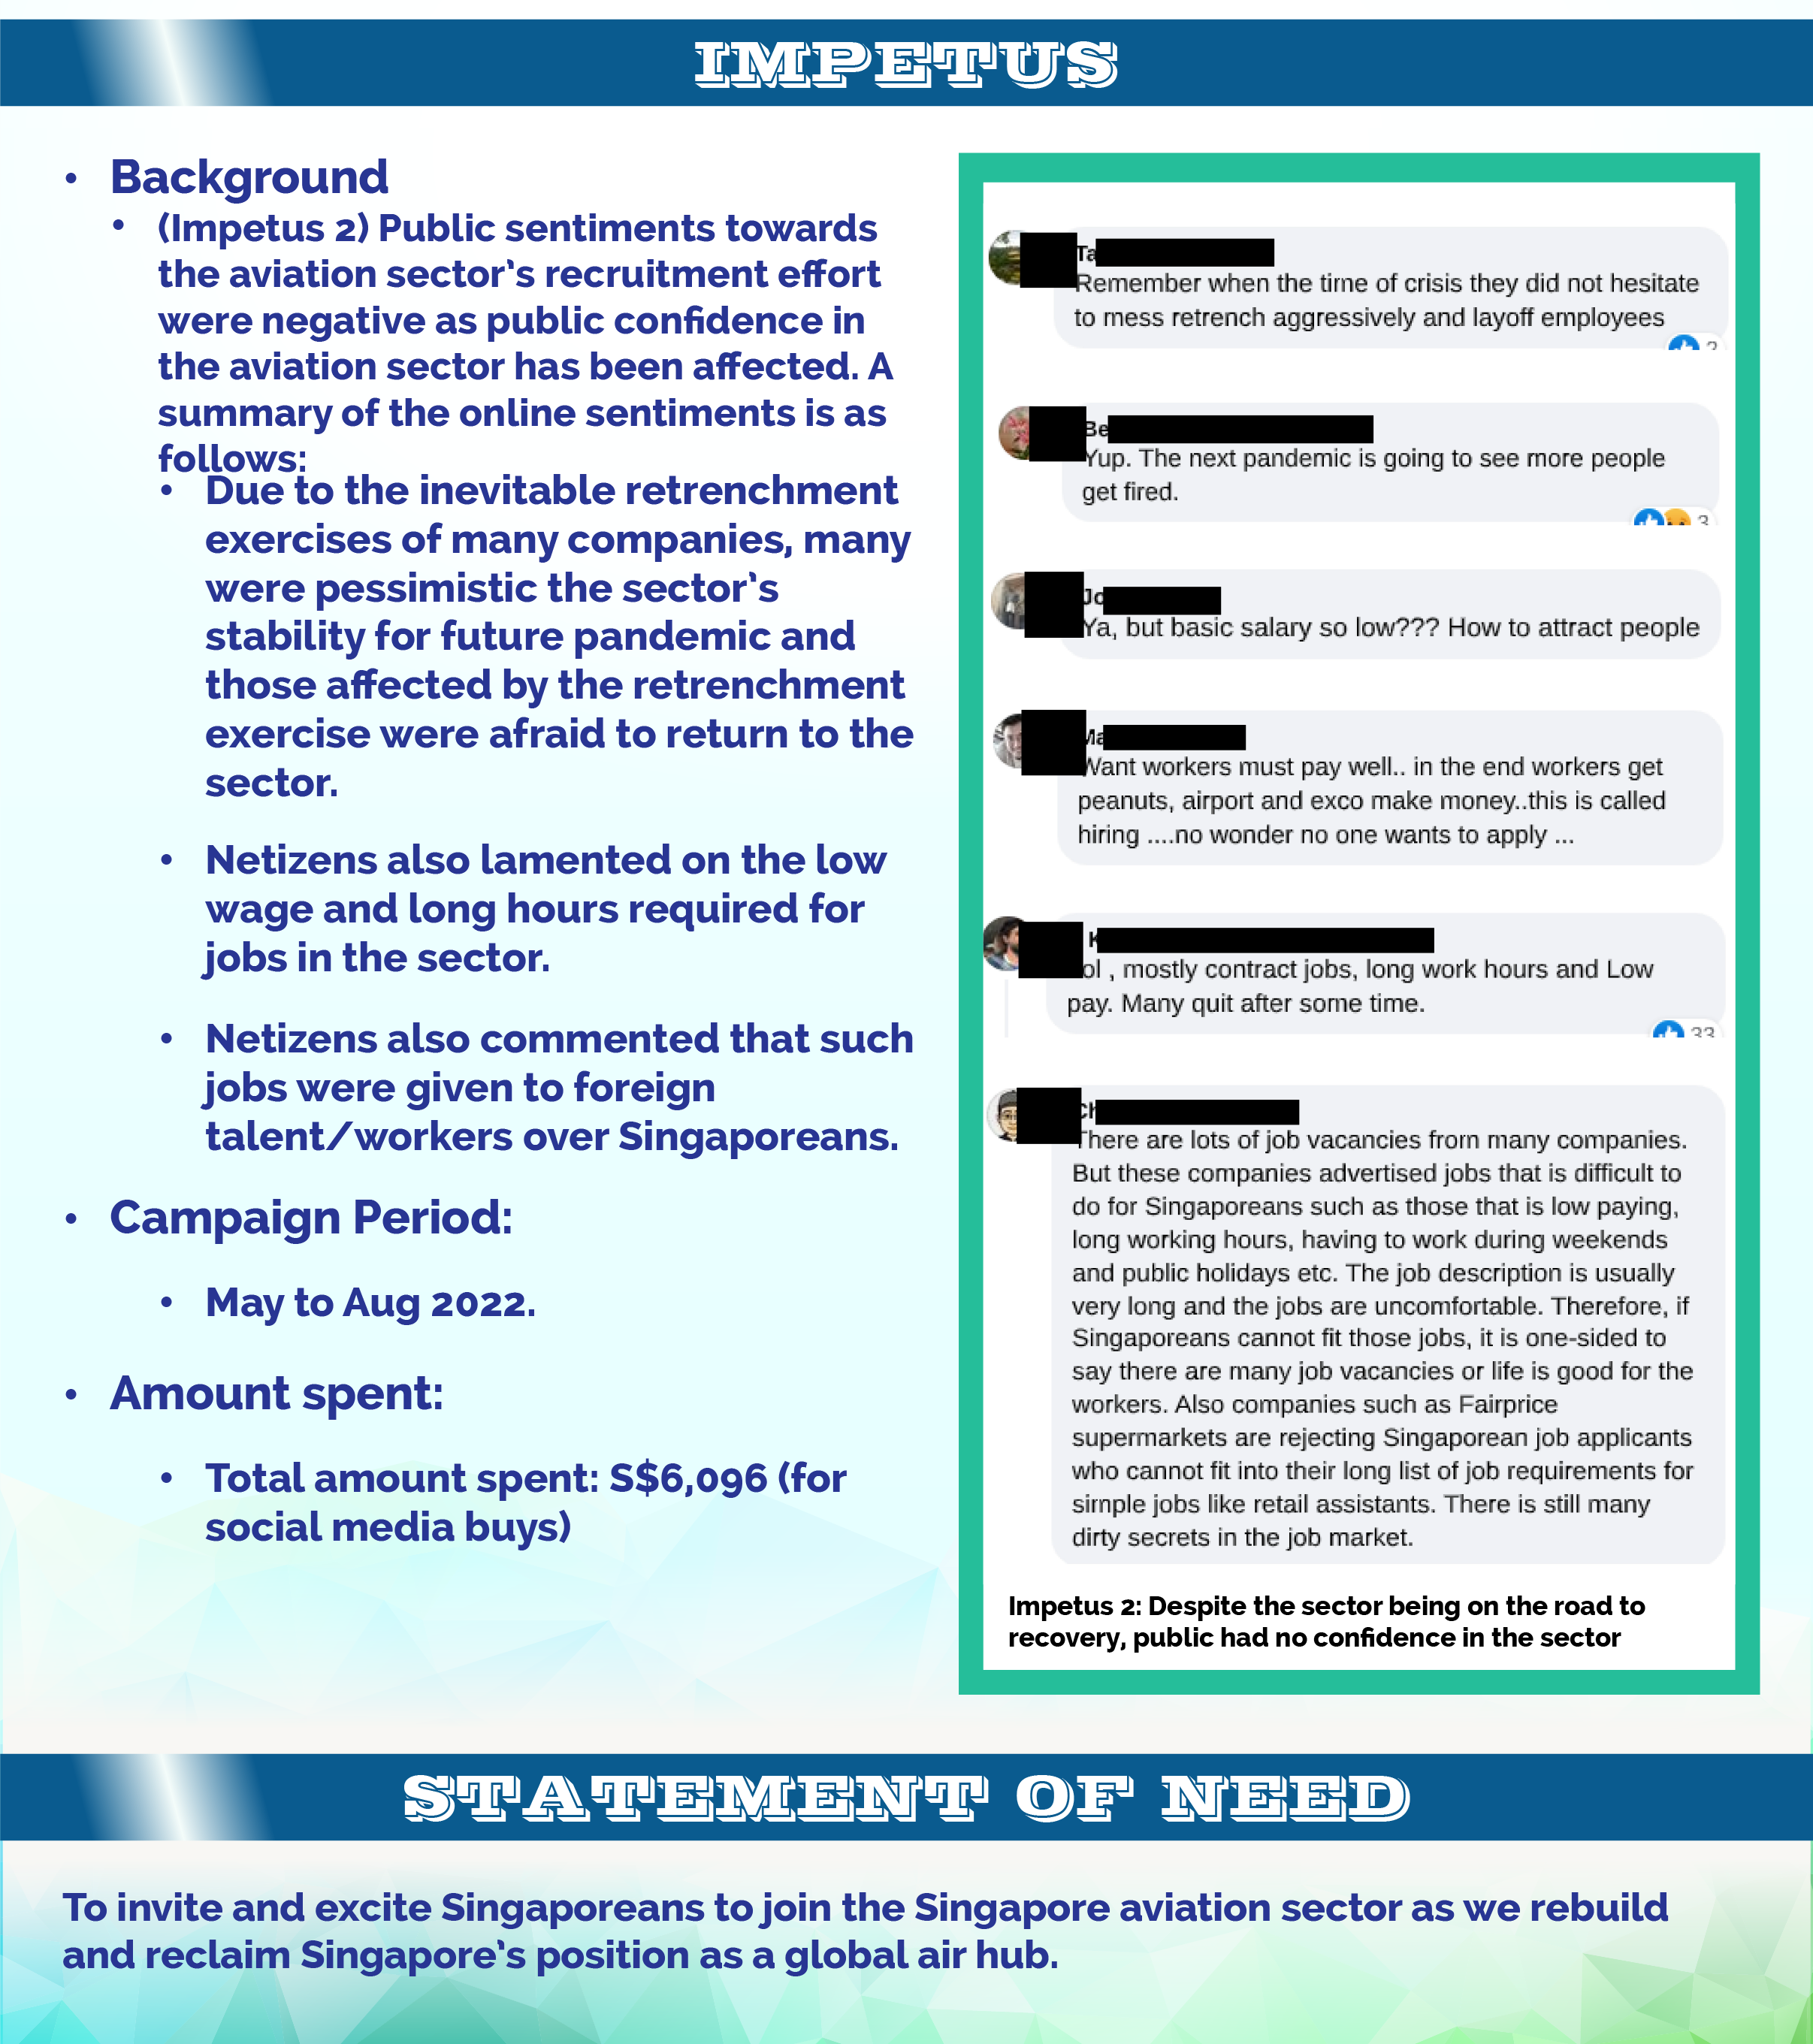 IMPETUS
• Background
• (Impetus 2) Public sentiments towards
the aviation sector's recruitment effort
were negative as public confidence in
the aviation sector has been affected. A
summary of the online sentiments is as
follows:
• Due to the inevitable retrenchment
exercises of many companies, many
were pessimistic the sector's
stability for future pandemic and
those affected by the retrenchment
exercise were afraid to return to the
sector.
• Netizens also lamented on the low
wage and long hours required for
jobs in the sector.
• Netizens also commented that such
jobs were given to foreign
talent/workers over Singaporeans.
• Campaign Period:
• May to Aug 2022.
• Amount spent:
• Total amount spent: S$6,096 (for
social media buys)
Ta
Remember when the time of crisis they did not hesitate
to mess retrench aggressively and layoff employees
2
Be
Yup. The next pandemic is going to see more people
get fired.
3
Jo
Ya, but basic salary so low??? How to attract people
Ma
Want workers must pay well.. in the end workers get
peanuts, airport and exco make money..this is called
hiring ....no wonder no one wants to apply ...
K
ol , mostly contract jobs, long work hours and Low
pay. Many quit after some time.
33
Ch
There are lots of job vacancies from many companies.
But these companies advertised jobs that is difficult to
do for Singaporeans such as those that is low paying,
long working hours, having to work during weekends
and public holidays etc. The job description is usually
very long and the jobs are uncomfortable. Therefore, if
Singaporeans cannot fit those jobs, it is one-sided to
say there are many job vacancies or life is good for the
workers. Also companies such as Fairprice
supermarkets are rejecting Singaporean job applicants
who cannot fit into their long list of job requirements for
simple jobs like retail assistants. There is still many
dirty secrets in the job market.
Impetus 2: Despite the sector being on the road to
recovery, public had no confidence in the sector
STATEMENT OF NEED
To invite and excite Singaporeans to join the Singapore aviation sector as we rebuild
and reclaim Singapore's position as a global air hub.